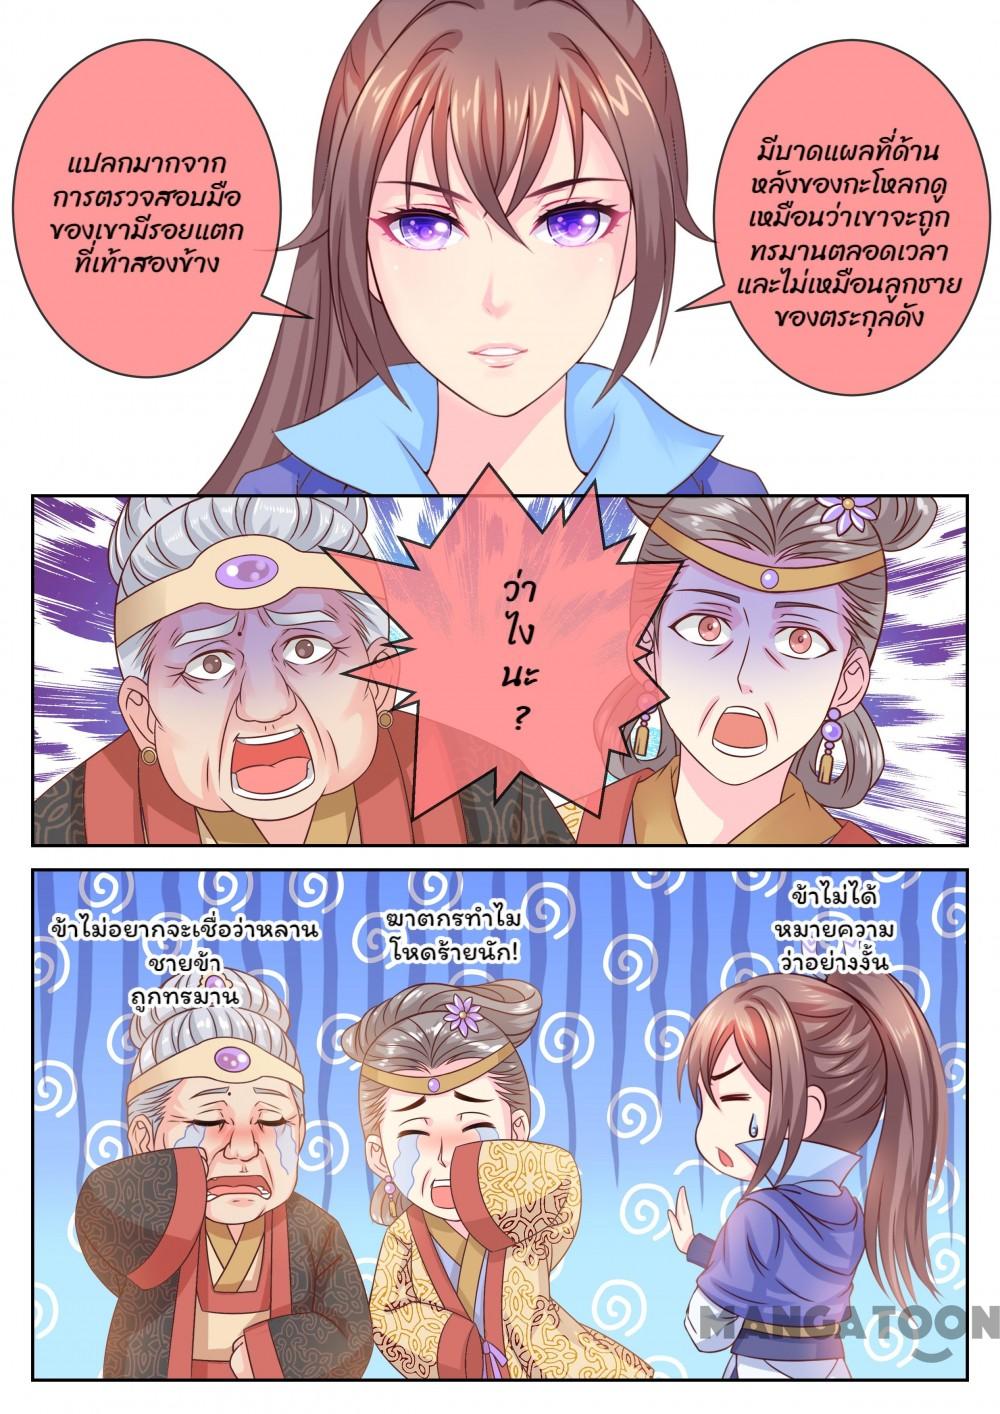 แปลกมากจาก
การตรวจสอบมือ
ของเขามีรอยแตก
ที่เท้าสองข้าง
มีบาดแผลที่ด้าน
หลังของกะโหลกดู
เหมือนว่าเขาจะถูก
ทรมานตลอดเวลา
และไม่เหมือนลูกชาย
ของตระกุลดัง
ว่า
ไง
นะ
?
ข้าไม่อยากจะเชื่อว่าหลาน
ชายข้า
ถูกทรมาน
ฆาตกรทำไม
โหดร้ายนัก!
ข้าไม่ได้
หมายความ
ว่าอย่างงั้น
MANGATOON